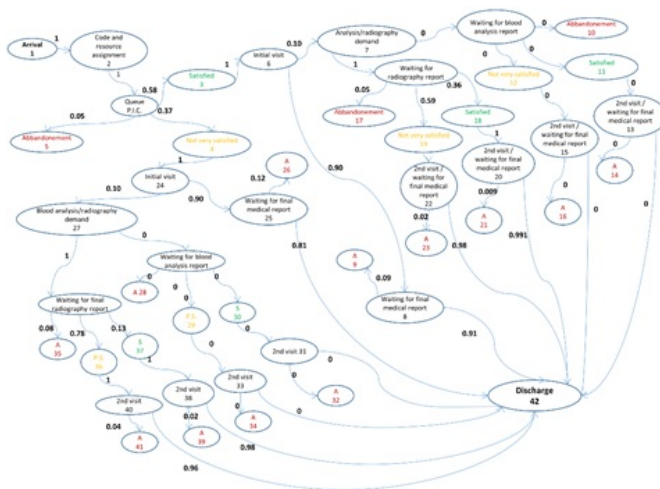 Arrival
1
1
Code and
resource
assignment
2
1
Queue
P.I.C.
0.58
0.37
0.05
Abbandonement
5
Satisfied
3
1
Initial visit
6
Not very satisfied
4
1
Initial visit
24
0.10
0.90
Analysis/radiography
demand
7
0
1
Waiting for blood
analysis report
0
Abbandonement
10
0
Not very satisfied
12
0
Satisfied
11
0
2nd visit /
waiting for final
medical report
13
0
A
14
0
0
2nd visit /
waiting for final
medical report
15
0
A
16
0
Waiting for
radiography report
0.05
Abbandonement
17
0.59
0.36
Not very satisfied
19
Satisfied
18
1
2nd visit /
waiting for final
medical report
20
0.009
A
21
0.991
2nd visit /
waiting for final
medical report
22
0.02
A
23
0.98
0.90
Waiting for final
medical report
25
0.12
A
26
0.81
A
9
0.09
Waiting for final
medical report
8
0.91
0.10
Blood analysis/radiography
demand
27
0
1
Waiting for blood
analysis report
0
A 28
0
P.S.
29
0
S
30
0
2nd visit 31
0
0
A
32
0
2nd visit
33
0
A
34
0
Waiting for final
radiography report
0.08
A
35
0.78
P.S.
36
0.13
S
37
1
2nd visit
38
0.02
A
39
0.98
1
2nd visit
40
0.04
A
41
0.96
Discharge
42